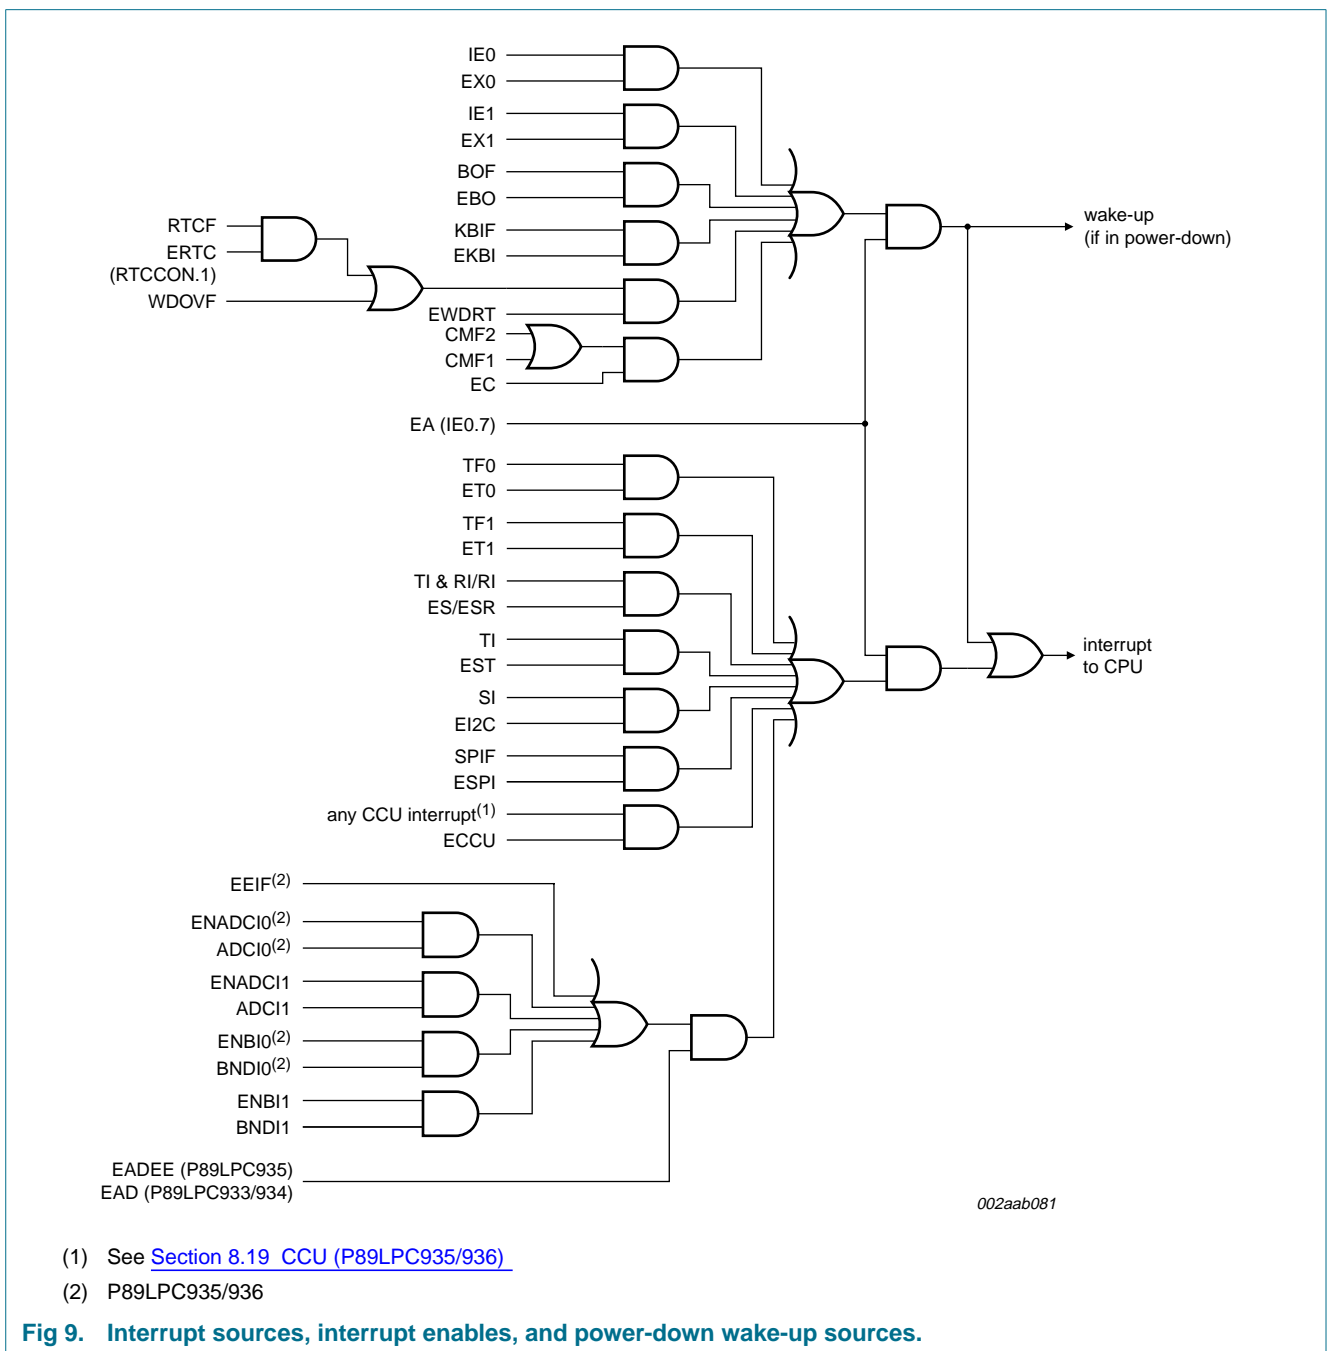 IE0
EX0
IE1
EX1
BOF
EBO
RTCF
KBIF
ERTC
EKBI
(RTCCON.1)
WDOVF
EWDRT
CMF2
CMF1
EC
wake-up
(if in power-down)
EA (IE0.7)
TF0
ET0
TF1
ET1
TI & RI/RI
ES/ESR
TI
EST
interrupt
to CPU
SI
EI2C
SPIF
ESPI
any CCU interrupt(1)
ECCU
EEIF(2)
ENADCI0(2)
ADCI0(2)
ENADCI1
ADCI1
ENBI0(2)
BNDI0(2)
ENBI1
BNDI1
EADEE (P89LPC935)
EAD (P89LPC933/934)
002aab081
(1) See Section 8.19 CCU (P89LPC935/936)
(2) P89LPC935/936
Fig 9. Interrupt sources, interrupt enables, and power-down wake-up sources.